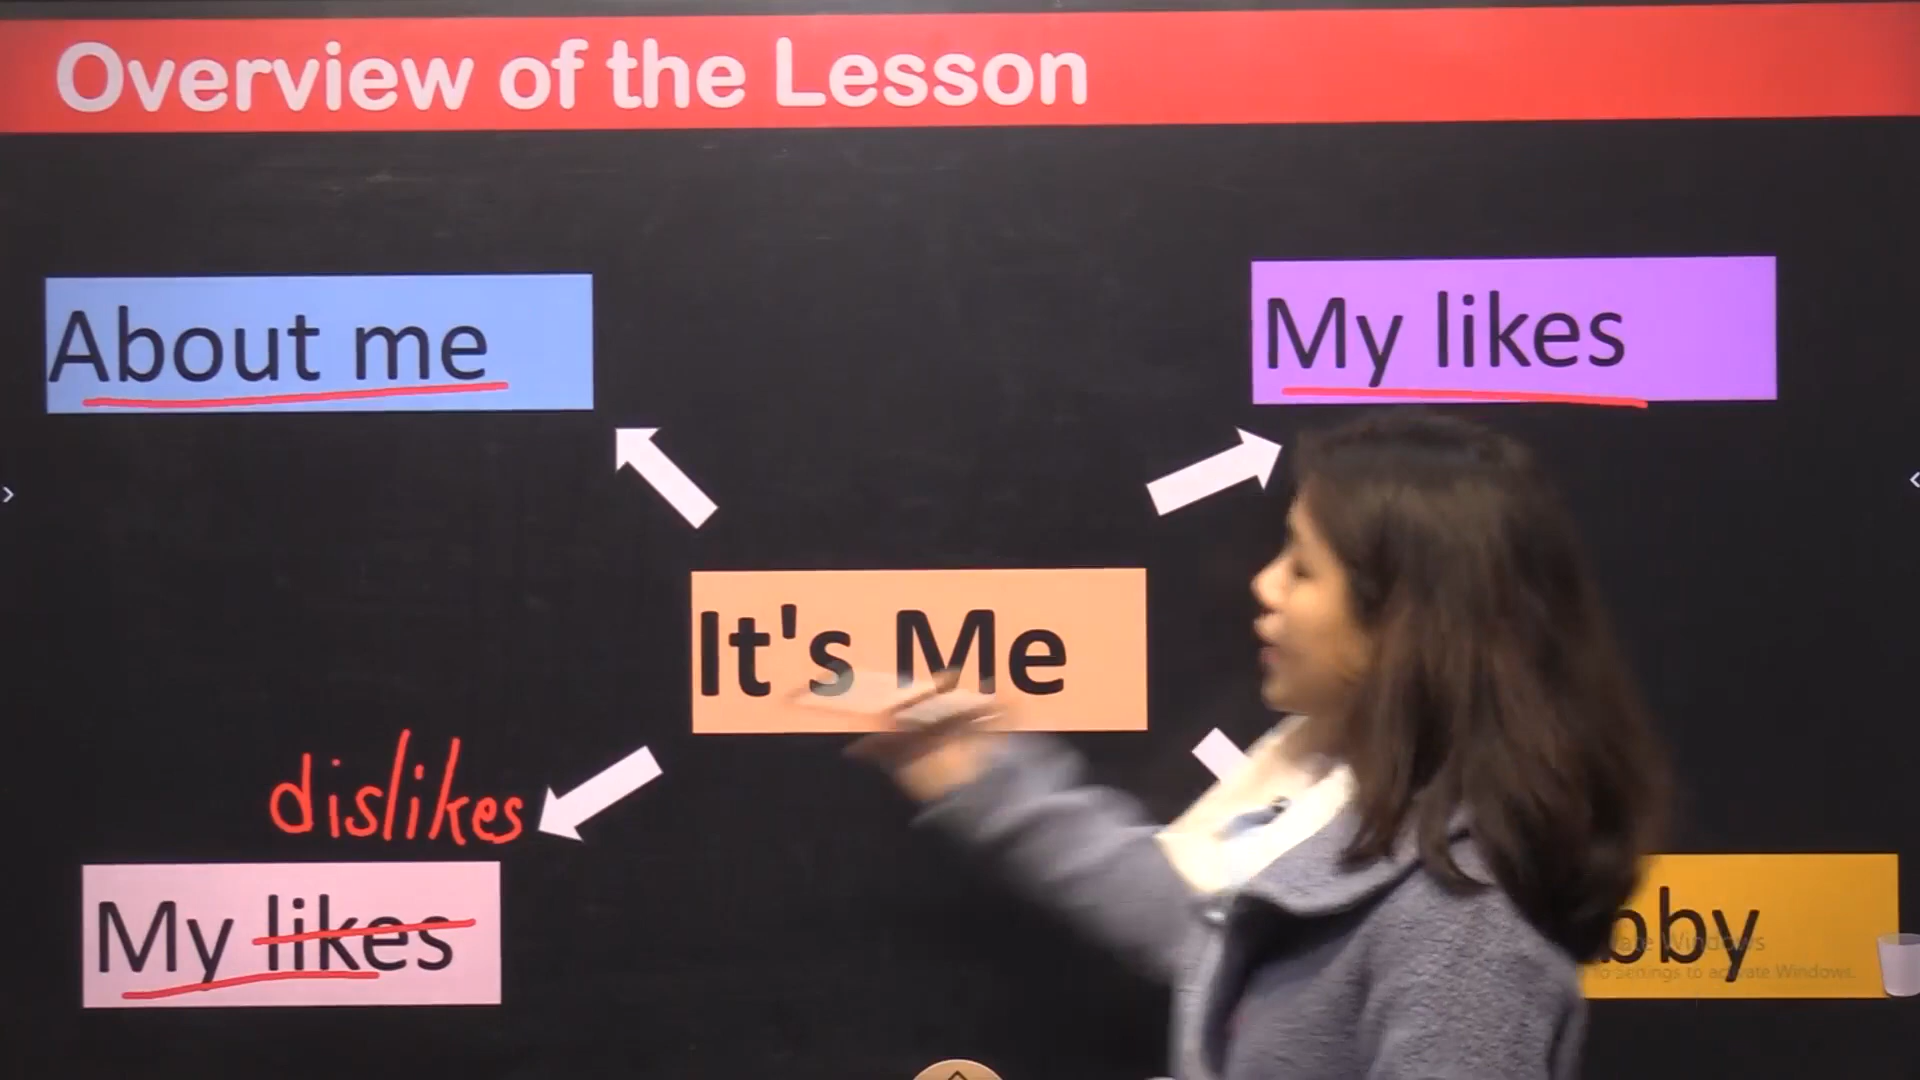 Overview of the Lesson
About me
My likes
It's Me
dislikes
My likes
bby